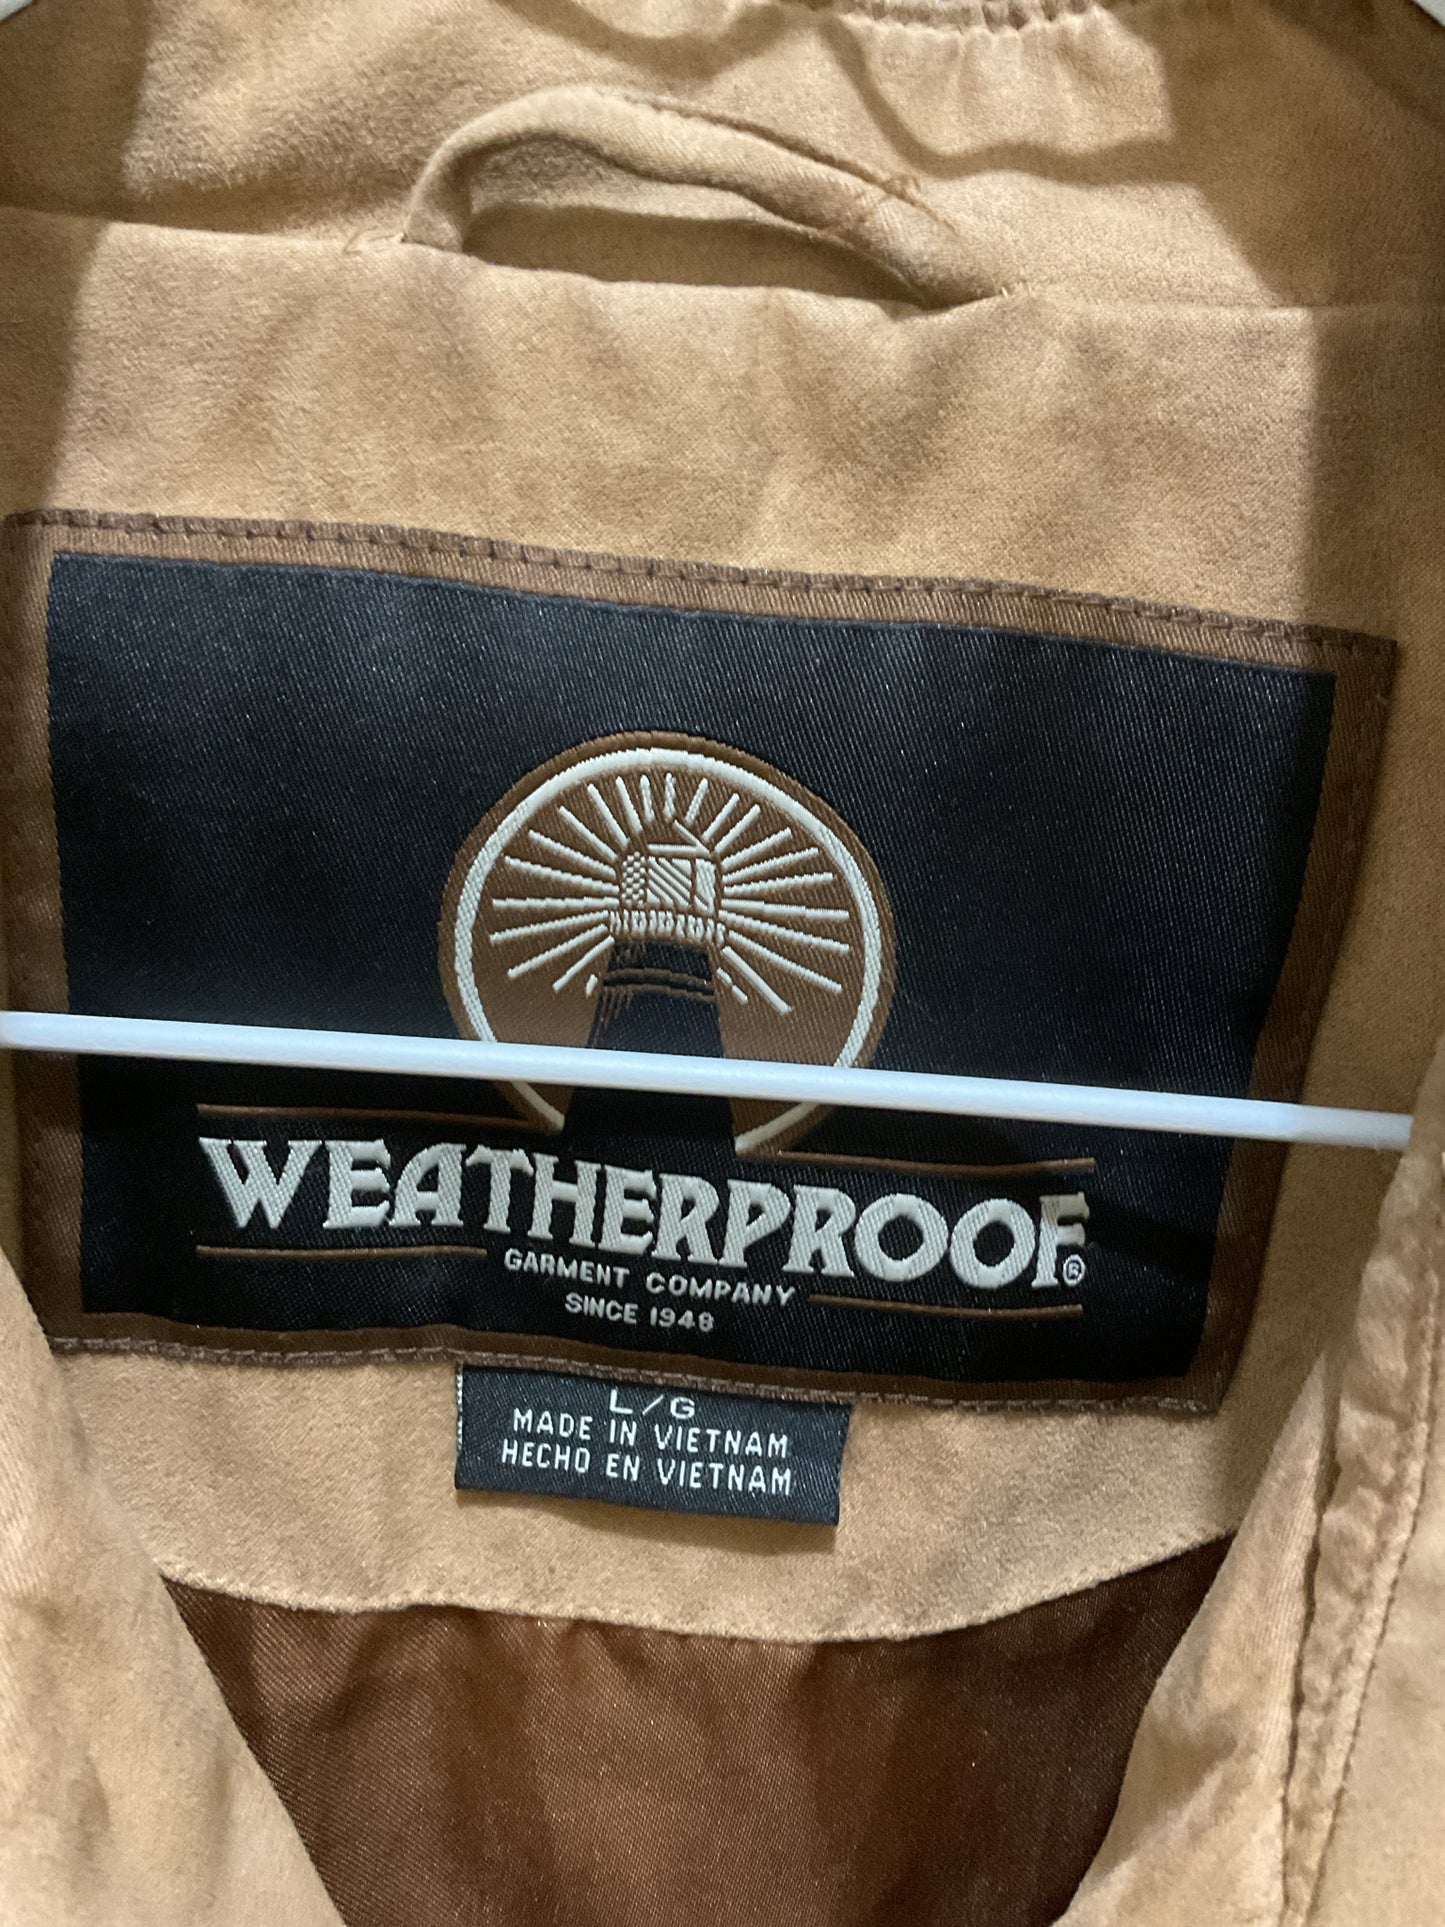 WEATHERPROOF®
GARMENT COMPANY
SINCE 1948
L/G
MADE IN VIETNAM
HECHO EN VIETNAM